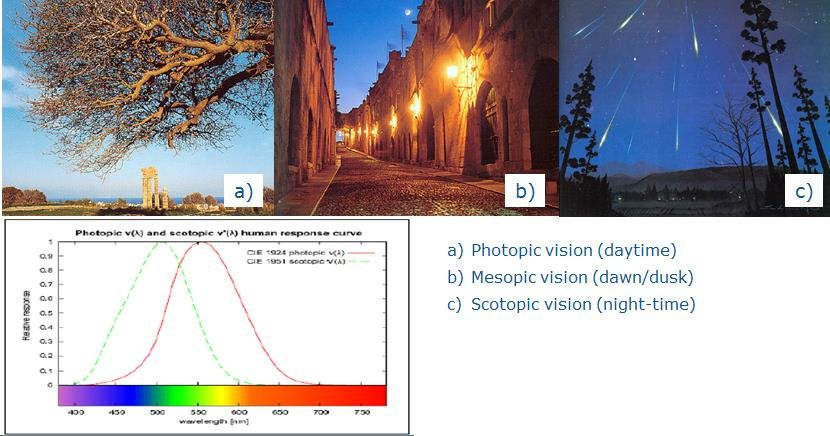 a)
b)
c)
Photopic v(λ) and scotopic v'(λ) human response curve
CIE 1924 photopic v(λ)
CIE 1951 scotopic v'(λ)
Relative response
1
0.9
0.8
0.7
0.6
0.5
0.4
0.3
0.2
0.1
0
400 450 500 550 600 650 700 750
wavelength [nm]
a) Photopic vision (daytime)
b) Mesopic vision (dawn/dusk)
c) Scotopic vision (night-time)